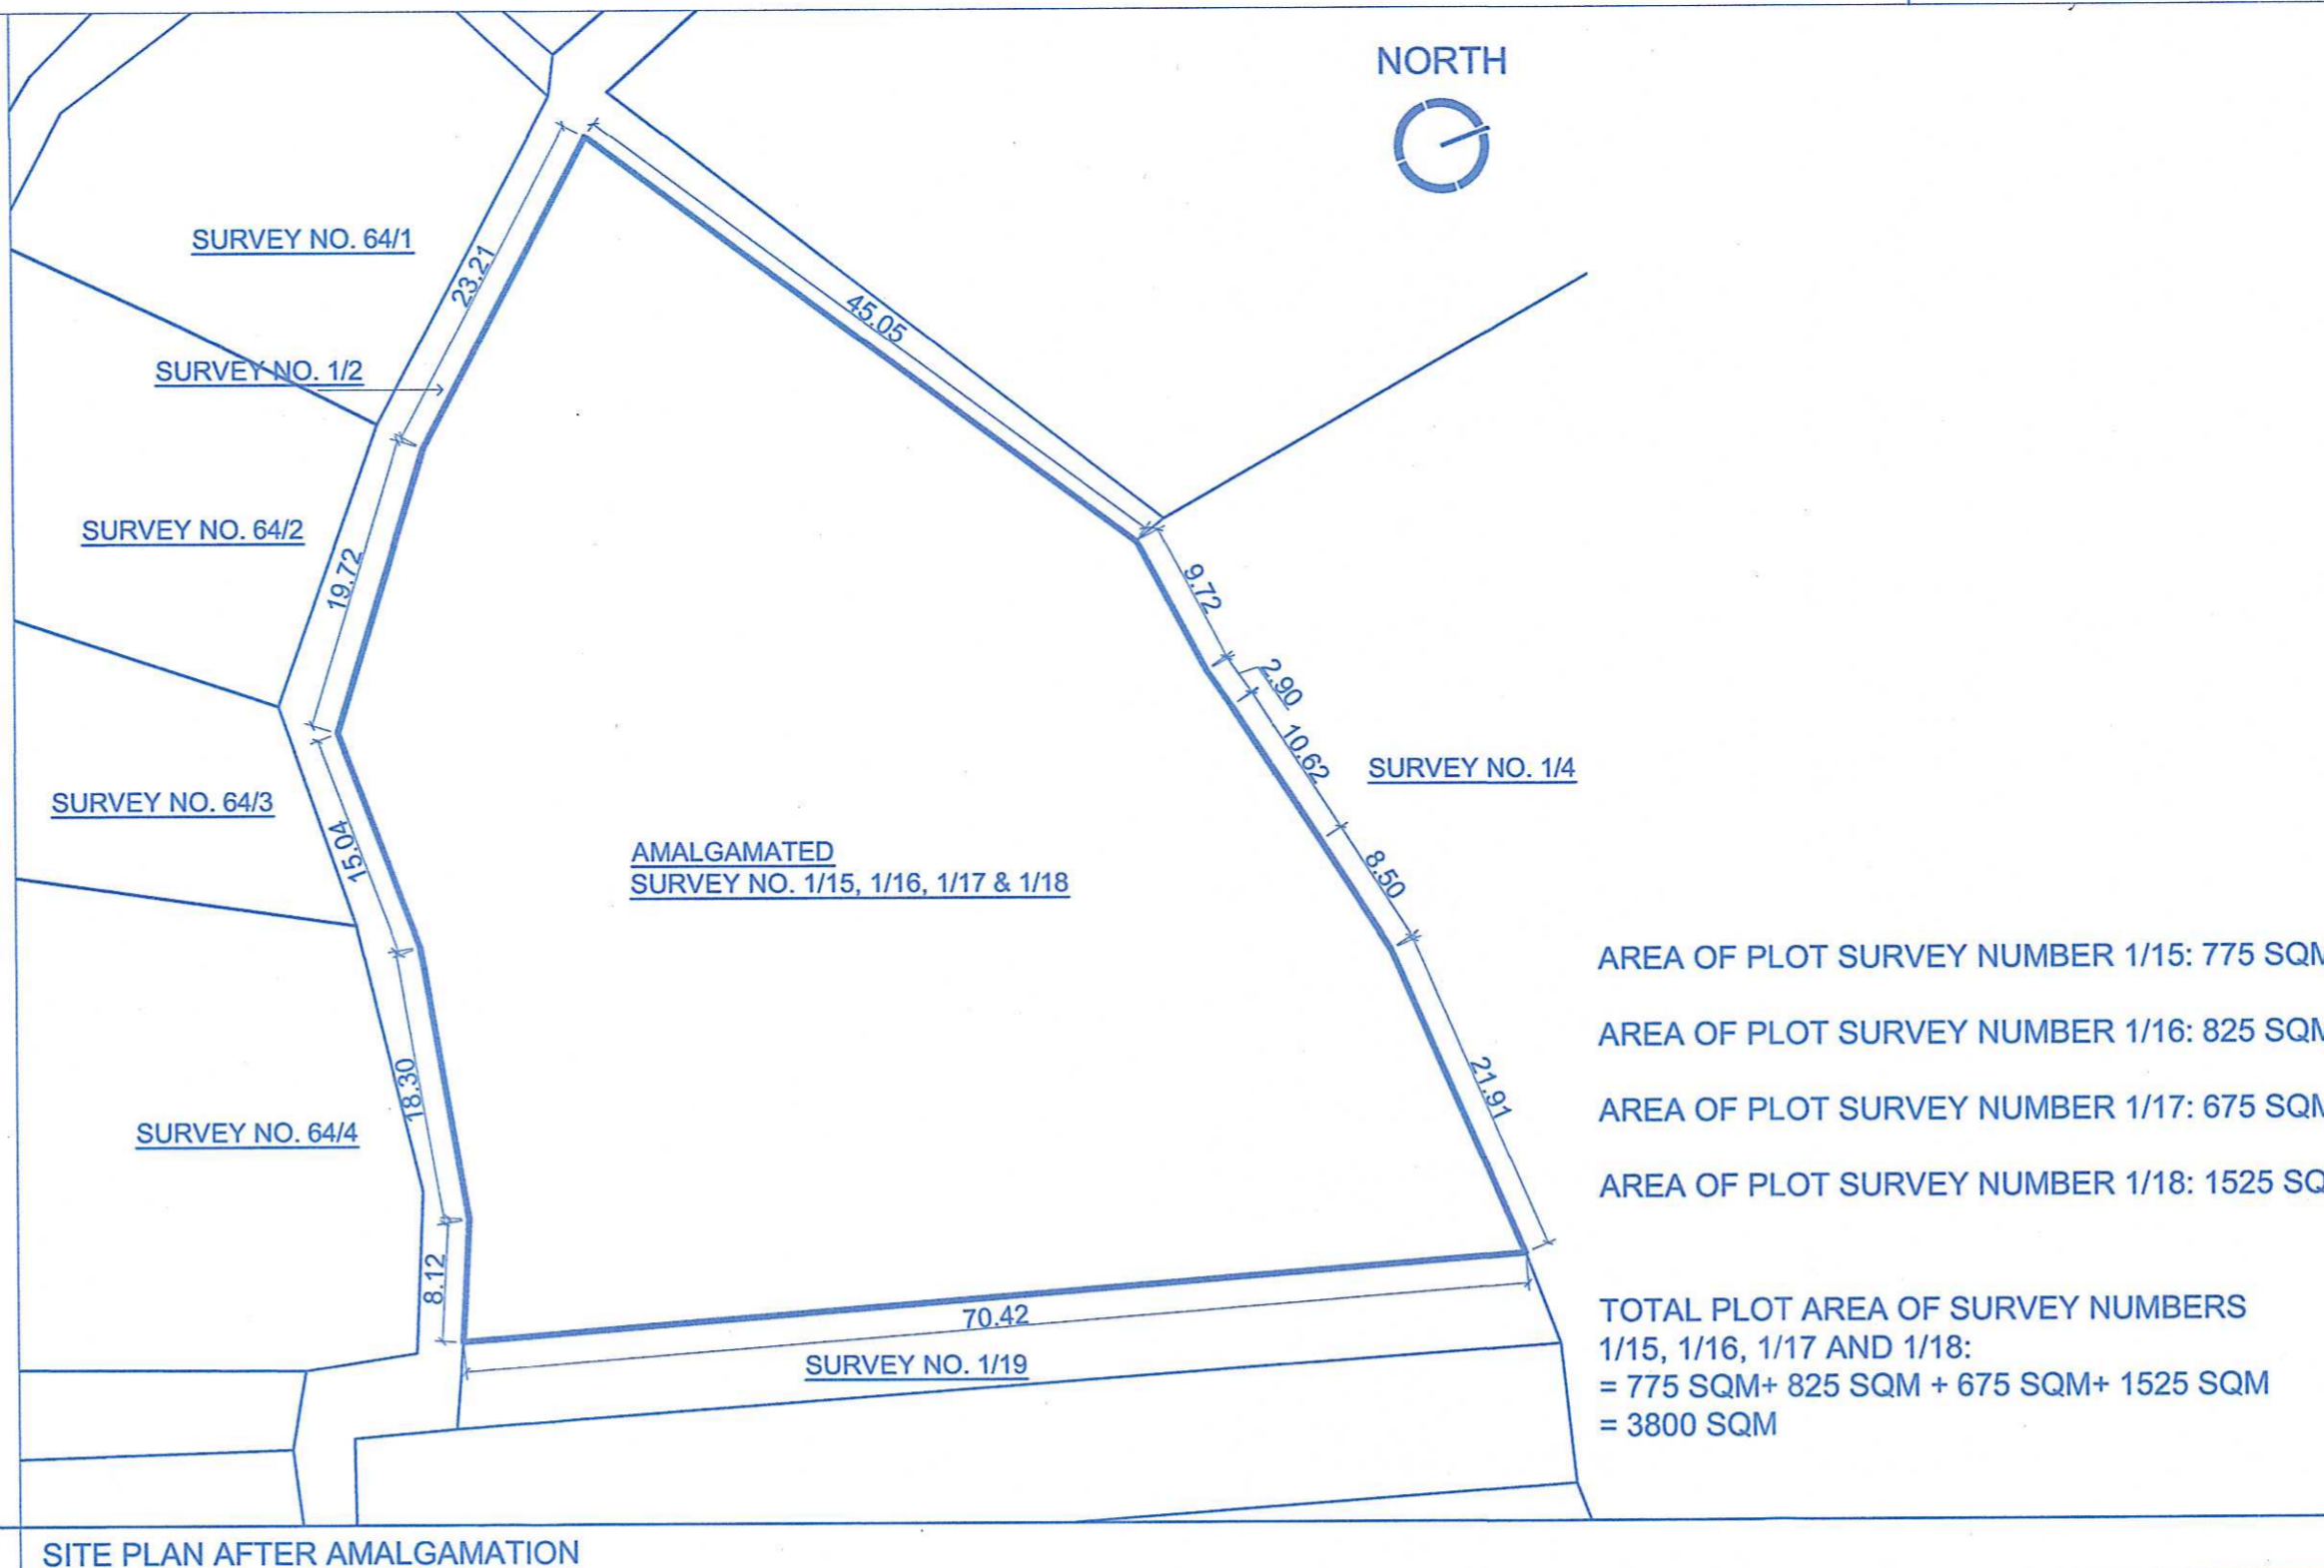 NORTH
SURVEY NO. 64/1
23.21
45.05
SURVEY NO. 1/2
SURVEY NO. 64/2
19.72
9.72
2.90
10.62
SURVEY NO. 1/4
SURVEY NO. 64/3
15.04
8.50
AMALGAMATED
SURVEY NO. 1/15, 1/16, 1/17 & 1/18
AREA OF PLOT SURVEY NUMBER 1/15: 775 SQM
AREA OF PLOT SURVEY NUMBER 1/16: 825 SQM
18.30
21.91
AREA OF PLOT SURVEY NUMBER 1/17: 675 SQM
SURVEY NO. 64/4
AREA OF PLOT SURVEY NUMBER 1/18: 1525 SQ
8.12
70.42
SURVEY NO. 1/19
TOTAL PLOT AREA OF SURVEY NUMBERS
1/15, 1/16, 1/17 AND 1/18:
= 775 SQM+ 825 SQM + 675 SQM+ 1525 SQM
= 3800 SQM
SITE PLAN AFTER AMALGAMATION